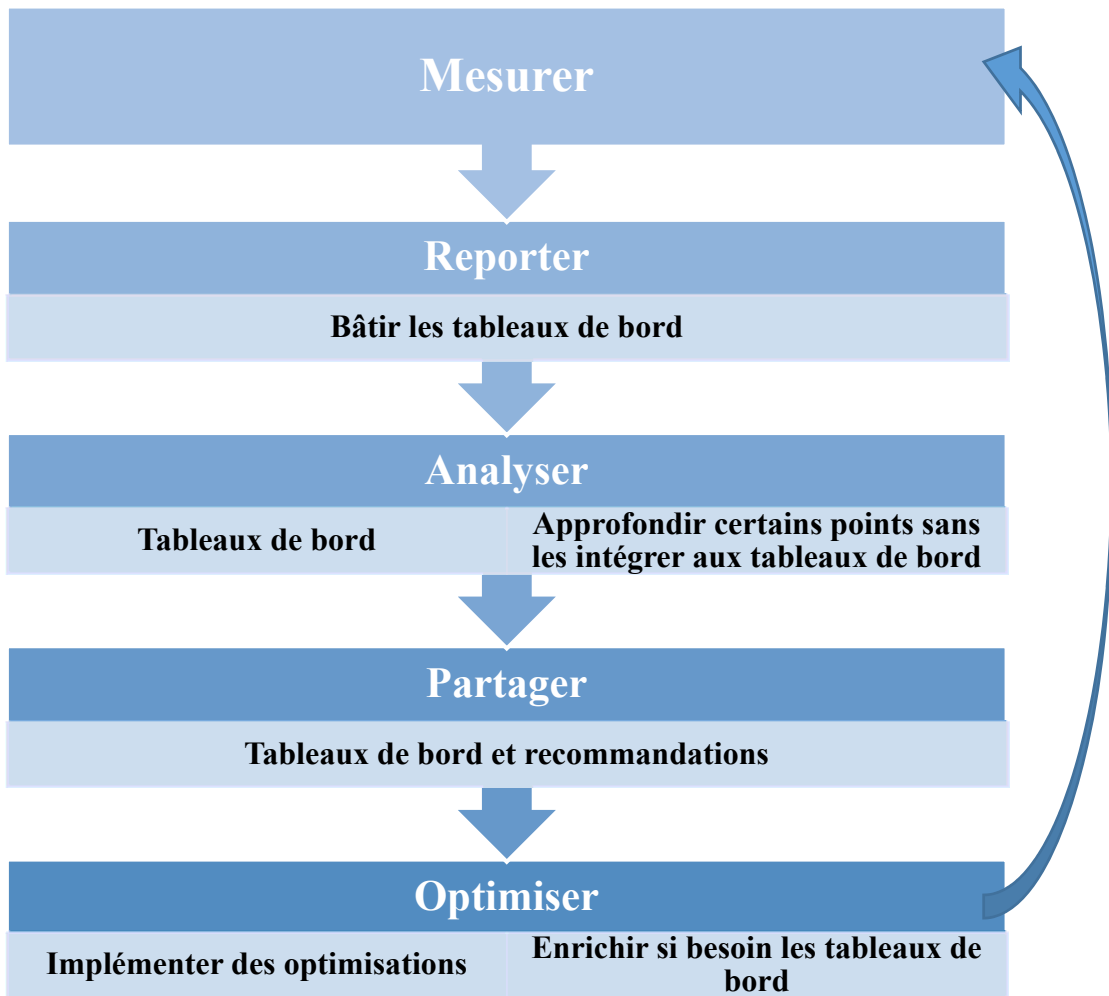 Mesurer
Reporter
Bâtir les tableaux de bord
Analyser
Tableaux de bord
Approfondir certains points sans
les intégrer aux tableaux de bord
Partager
Tableaux de bord et recommandations
Optimiser
Implémenter des optimisations
Enrichir si besoin les tableaux de
bord